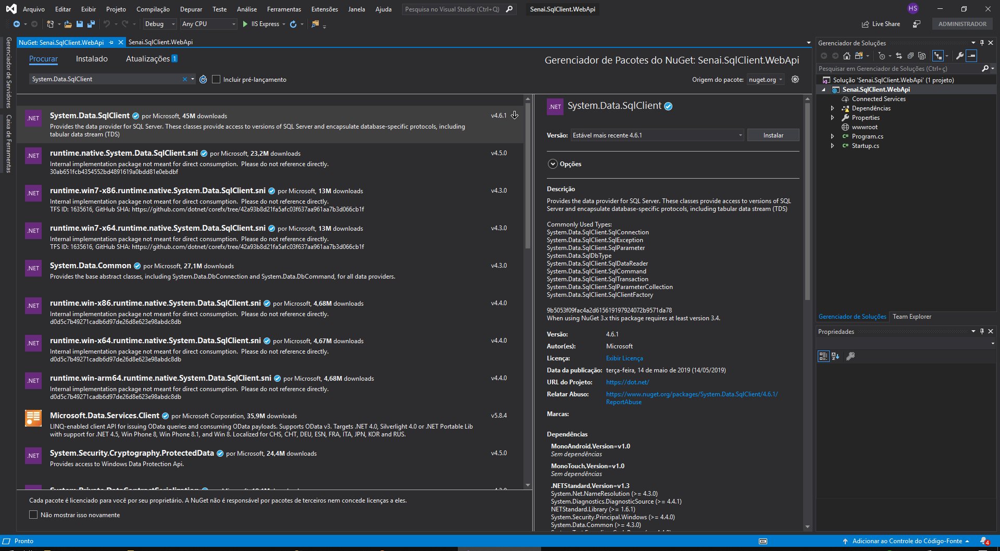 Arquivo Editar Exibir Projeto Compilação Depurar Teste Análise Ferramentas Extensões Janela Ajuda Pesquisa no Visual Studio (Ctrl+Q) Senai.SqlClient.WebApi HS
Debug Any CPU IIS Express Live Share ADMINISTRADOR
Gerenciador de Servidores
Caixa de Ferramentas
NuGet: Senai.SqlClient.WebApi Senai.SqlClient.WebApi
Procurar Instalado Atualizações 1
Gerenciador de Pacotes do NuGet: Senai.SqlClient.WebApi
System.Data.SqlClient Incluir pré-lançamento
Origem do pacote: nuget.org
.NET System.Data.SqlClient por Microsoft, 45M downloads v4.6.1
Provides the data provider for SQL Server. These classes provide access to versions of SQL Server and encapsulate database-specific protocols, including
tabular data stream (TDS)
.NET runtime.native.System.Data.SqlClient.sni por Microsoft, 23,2M downloads v4.5.0
Internal implementation package not meant for direct consumption.  Please do not reference directly.
30ab651fcb4354552bd4891619a0bdd81e0ebdbf
.NET runtime.win7-x86.runtime.native.System.Data.SqlClient.sni por Microsoft, 13M downloads v4.3.0
Internal implementation package not meant for direct consumption.  Please do not reference directly.
TFS ID: 1635616, GitHub SHA: https://github.com/dotnet/corefx/tree/42a93b8d21fa5afc03f637aa961aa7b3d066cb1f
.NET runtime.win7-x64.runtime.native.System.Data.SqlClient.sni por Microsoft, 13M downloads v4.3.0
Internal implementation package not meant for direct consumption.  Please do not reference directly.
TFS ID: 1635616, GitHub SHA: https://github.com/dotnet/corefx/tree/42a93b8d21fa5afc03f637aa961aa7b3d066cb1f
.NET System.Data.Common por Microsoft, 27,1M downloads v4.3.0
Provides the base abstract classes, including System.Data.DbConnection and System.Data.DbCommand, for all data providers.
.NET runtime.win-x86.runtime.native.System.Data.SqlClient.sni por Microsoft, 4,68M downloads v4.4.0
Internal implementation package not meant for direct consumption.  Please do not reference directly.
d0d5c7b49271cadb6d97de26d8e623e98abdc8db
.NET runtime.win-x64.runtime.native.System.Data.SqlClient.sni por Microsoft, 4,67M downloads v4.4.0
Internal implementation package not meant for direct consumption.  Please do not reference directly.
d0d5c7b49271cadb6d97de26d8e623e98abdc8db
.NET runtime.win-arm64.runtime.native.System.Data.SqlClient.sni por Microsoft, 4,68M downloads v4.4.0
Internal implementation package not meant for direct consumption.  Please do not reference directly.
d0d5c7b49271cadb6d97de26d8e623e98abdc8db
Microsoft.Data.Services.Client por Microsoft Corporation, 35,9M downloads v5.8.4
LINQ-enabled client API for issuing OData queries and consuming OData payloads. Supports OData v3. Targets .NET 4.0, Silverlight 4.0 or .NET Portable Lib
with support for .NET 4.5, Win Phone 8, Win Phone 8.1, and Win 8. Localized for CHS, CHT, DEU, ESN, FRA, ITA, JPN, KOR and RUS.
.NET System.Security.Cryptography.ProtectedData por Microsoft, 24,4M downloads v4.5.0
Provides access to Windows Data Protection Api.
System.Private.DataContractSerialization
Cada pacote é licenciado para você por seu proprietário. A NuGet não é responsável por pacotes de terceiros nem concede licenças a eles.
Não mostrar isso novamente
.NET System.Data.SqlClient
Versão: Estável mais recente 4.6.1 Instalar
Opções
Descrição
Provides the data provider for SQL Server. These classes provide access to versions of SQL
Server and encapsulate database-specific protocols, including tabular data stream (TDS)
Commonly Used Types:
System.Data.SqlClient.SqlConnection
System.Data.SqlClient.SqlException
System.Data.SqlClient.SqlParameter
System.Data.SqlDbType
System.Data.SqlClient.SqlDataReader
System.Data.SqlClient.SqlCommand
System.Data.SqlClient.SqlTransaction
System.Data.SqlClient.SqlParameterCollection
System.Data.SqlClient.SqlClientFactory
9b5053f09fac4a2d615619197924072b9571da78
When using NuGet 3.x this package requires at least version 3.4.
Versão: 4.6.1
Autor(es): Microsoft
Licença: Exibir Licença
Data da publicação: terça-feira, 14 de maio de 2019 (14/05/2019)
URL do Projeto: https://dot.net/
Relatar Abuso: https://www.nuget.org/packages/System.Data.SqlClient/4.6.1/
ReportAbuse
Marcas:
Dependências
MonoAndroid,Version=v1.0
Sem dependências
MonoTouch,Version=v1.0
Sem dependências
.NETStandard,Version=v1.3
System.Net.NameResolution (>= 4.3.0)
System.Diagnostics.DiagnosticSource (>= 4.4.1)
NETStandard.Library (>= 1.6.1)
System.Security.Principal.Windows (>= 4.4.0)
System.Data.Common (>= 4.3.0)
Gerenciador de Soluções
Pesquisar em Gerenciador de Soluções (Ctrl+ç)
Solução 'Senai.SqlClient.WebApi' (1 projeto)
Senai.SqlClient.WebApi
Connected Services
Dependências
Properties
wwwroot
C# Program.cs
C# Startup.cs
Gerenciador de Soluções Team Explorer
Propriedades
Pronto Adicionar ao Controle do Código-Fonte 4